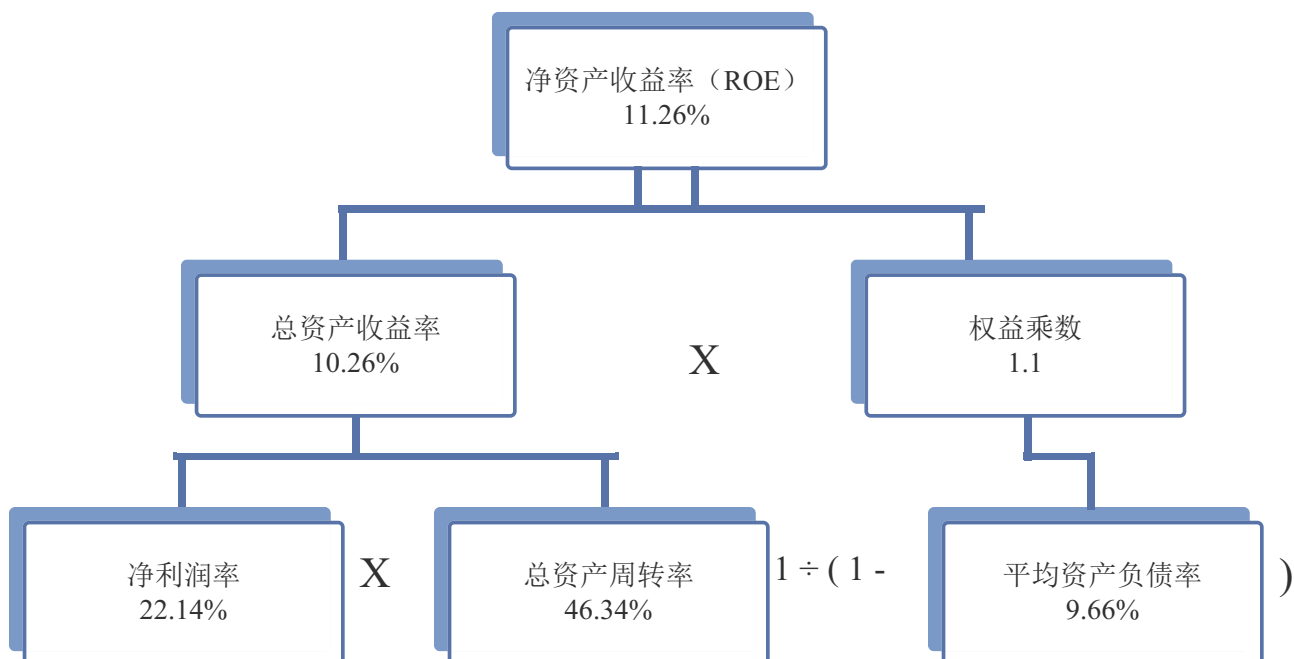 净资产收益率（ROE）
11.26%
总资产收益率
10.26%
X
权益乘数
1.1
净利润率
22.14%
X
总资产周转率
46.34%
1 ÷ ( 1 -
平均资产负债率
9.66%
)